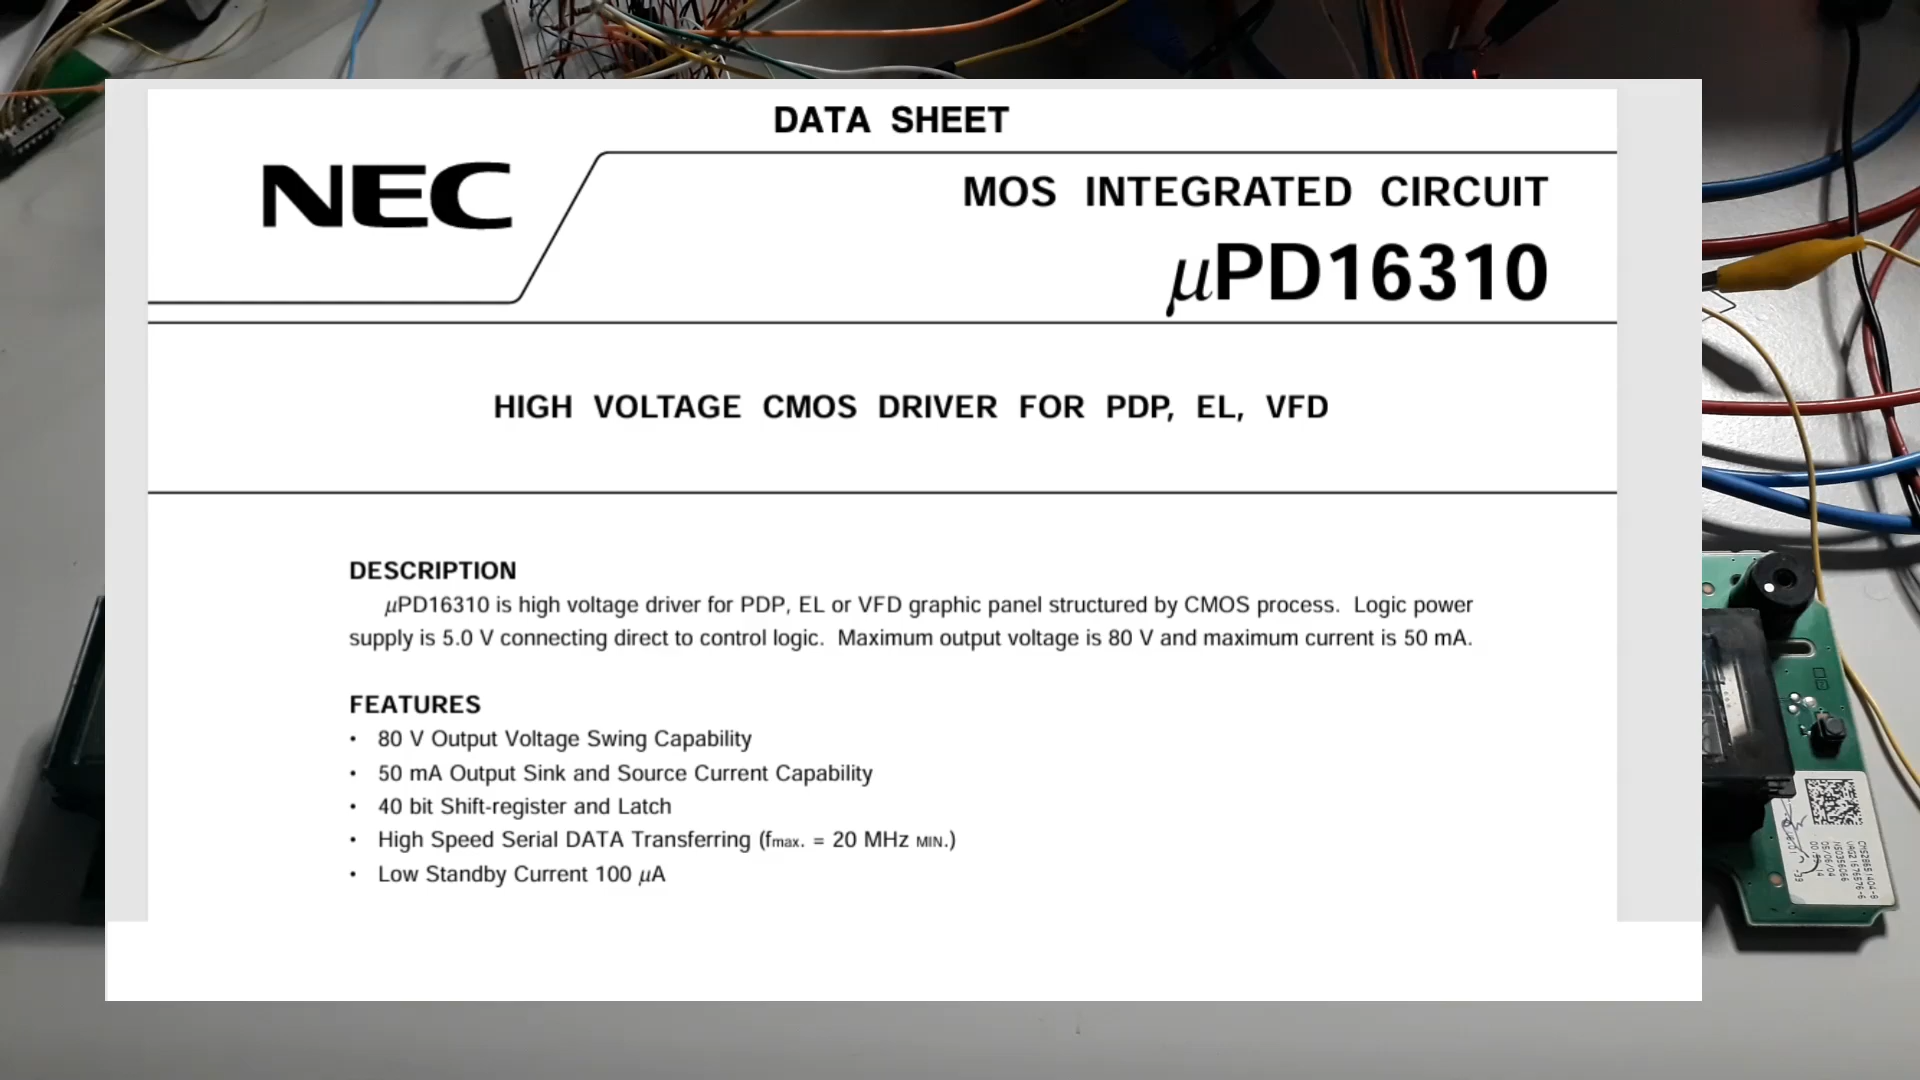 DATA SHEET
NEC
MOS INTEGRATED CIRCUIT
µPD16310
HIGH VOLTAGE CMOS DRIVER FOR PDP, EL, VFD
DESCRIPTION
µPD16310 is high voltage driver for PDP, EL or VFD graphic panel structured by CMOS process. Logic power
supply is 5.0 V connecting direct to control logic. Maximum output voltage is 80 V and maximum current is 50 mA.
FEATURES
• 80 V Output Voltage Swing Capability
• 50 mA Output Sink and Source Current Capability
• 40 bit Shift-register and Latch
• High Speed Serial DATA Transferring (fmax. = 20 MHz MIN.)
• Low Standby Current 100 µA